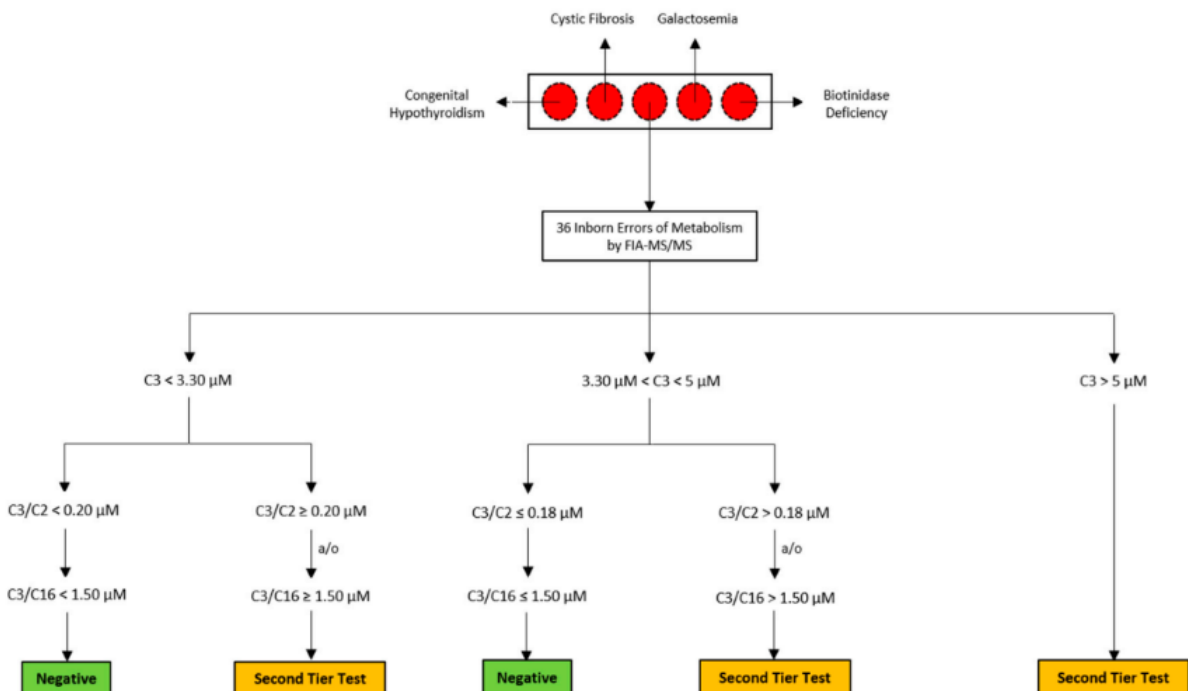 Cystic Fibrosis
Galactosemia
Congenital
Hypothyroidism
Biotinidase
Deficiency
36 Inborn Errors of Metabolism
by FIA-MS/MS
C3 < 3.30 µM
3.30 µM < C3 < 5 µM
C3 > 5 µM
C3/C2 < 0.20 µM
C3/C2 ≥ 0.20 µM
C3/C2 ≤ 0.18 µM
C3/C2 > 0.18 µM
a/o
a/o
C3/C16 < 1.50 µM
C3/C16 ≥ 1.50 µM
C3/C16 ≤ 1.50 µM
C3/C16 > 1.50 µM
Negative
Second Tier Test
Negative
Second Tier Test
Second Tier Test